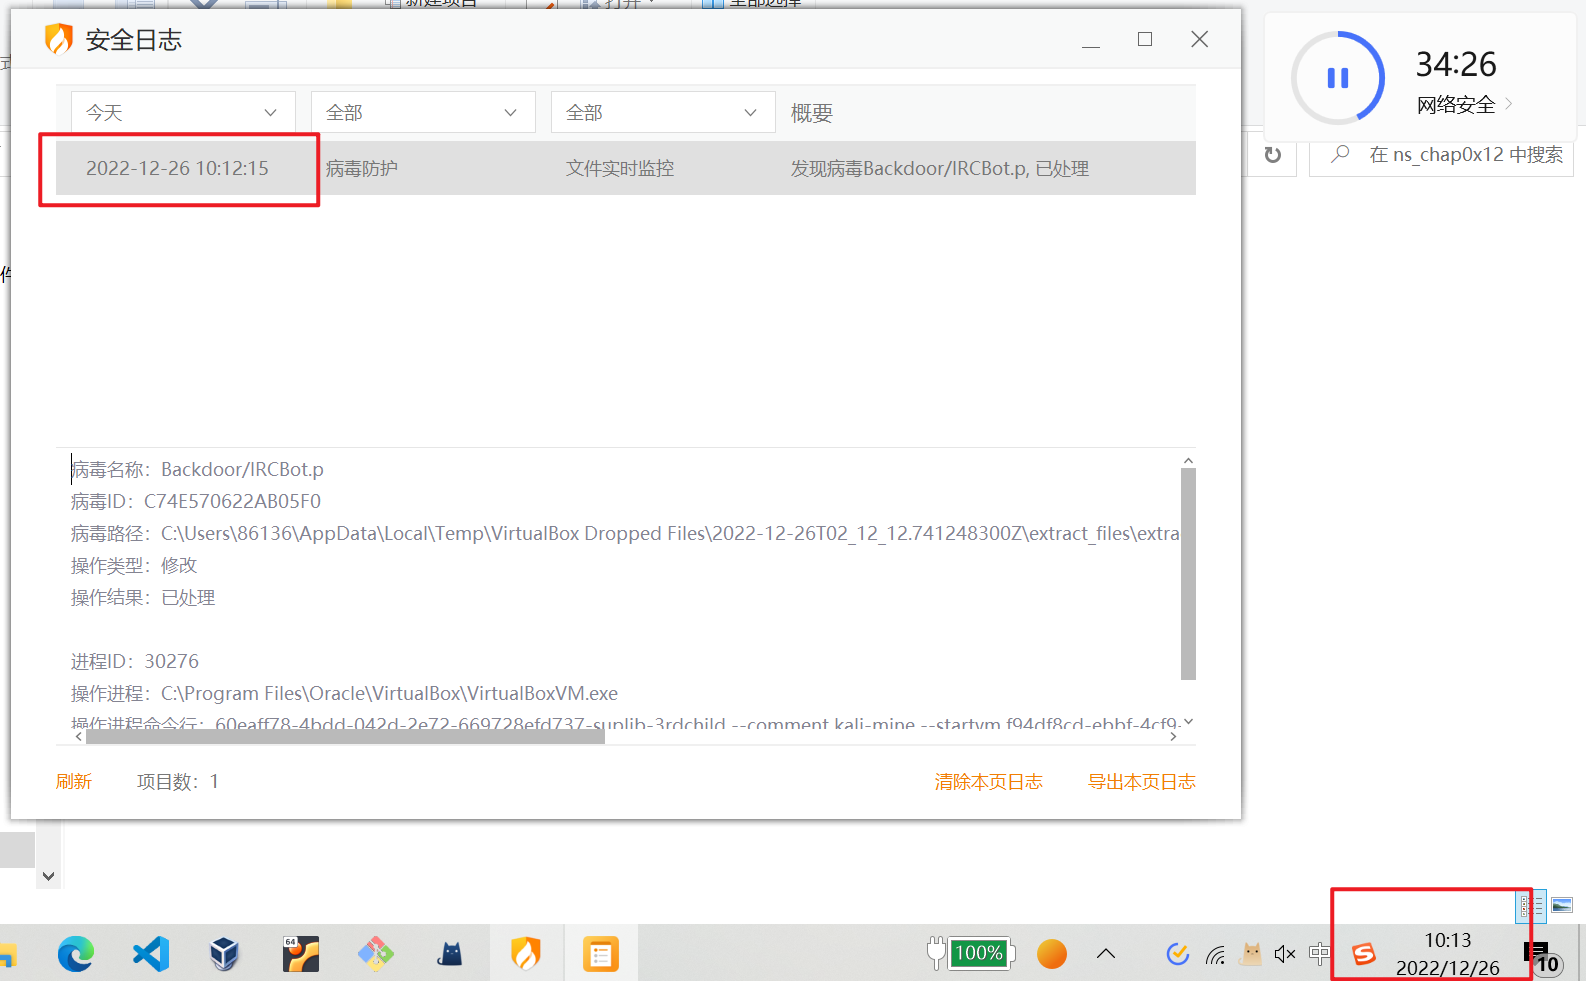 安全日志
34:26
网络安全
今天
全部
全部
概要
2022-12-26 10:12:15
病毒防护
文件实时监控
发现病毒Backdoor/IRCBot.p, 已处理
在 ns_chap0x12 中搜索
件
病毒名称：Backdoor/IRCBot.p
病毒ID：C74E570622AB05F0
病毒路径：C:\Users\86136\AppData\Local\Temp\VirtualBox Dropped Files\2022-12-26T02_12_12.741248300Z\extract_files\extra
操作类型：修改
操作结果：已处理
进程ID：30276
操作进程：C:\Program Files\Oracle\VirtualBox\VirtualBoxVM.exe
操作进程命令行：60eaff78-4bdd-042d-2e72-669728efd737-suplib-3rdchild --comment kali-mine --startvm f94df8cd-ebbf-4cf9-
刷新
项目数：1
清除本页日志
导出本页日志
64
100%
中
10:13
2022/12/26
10